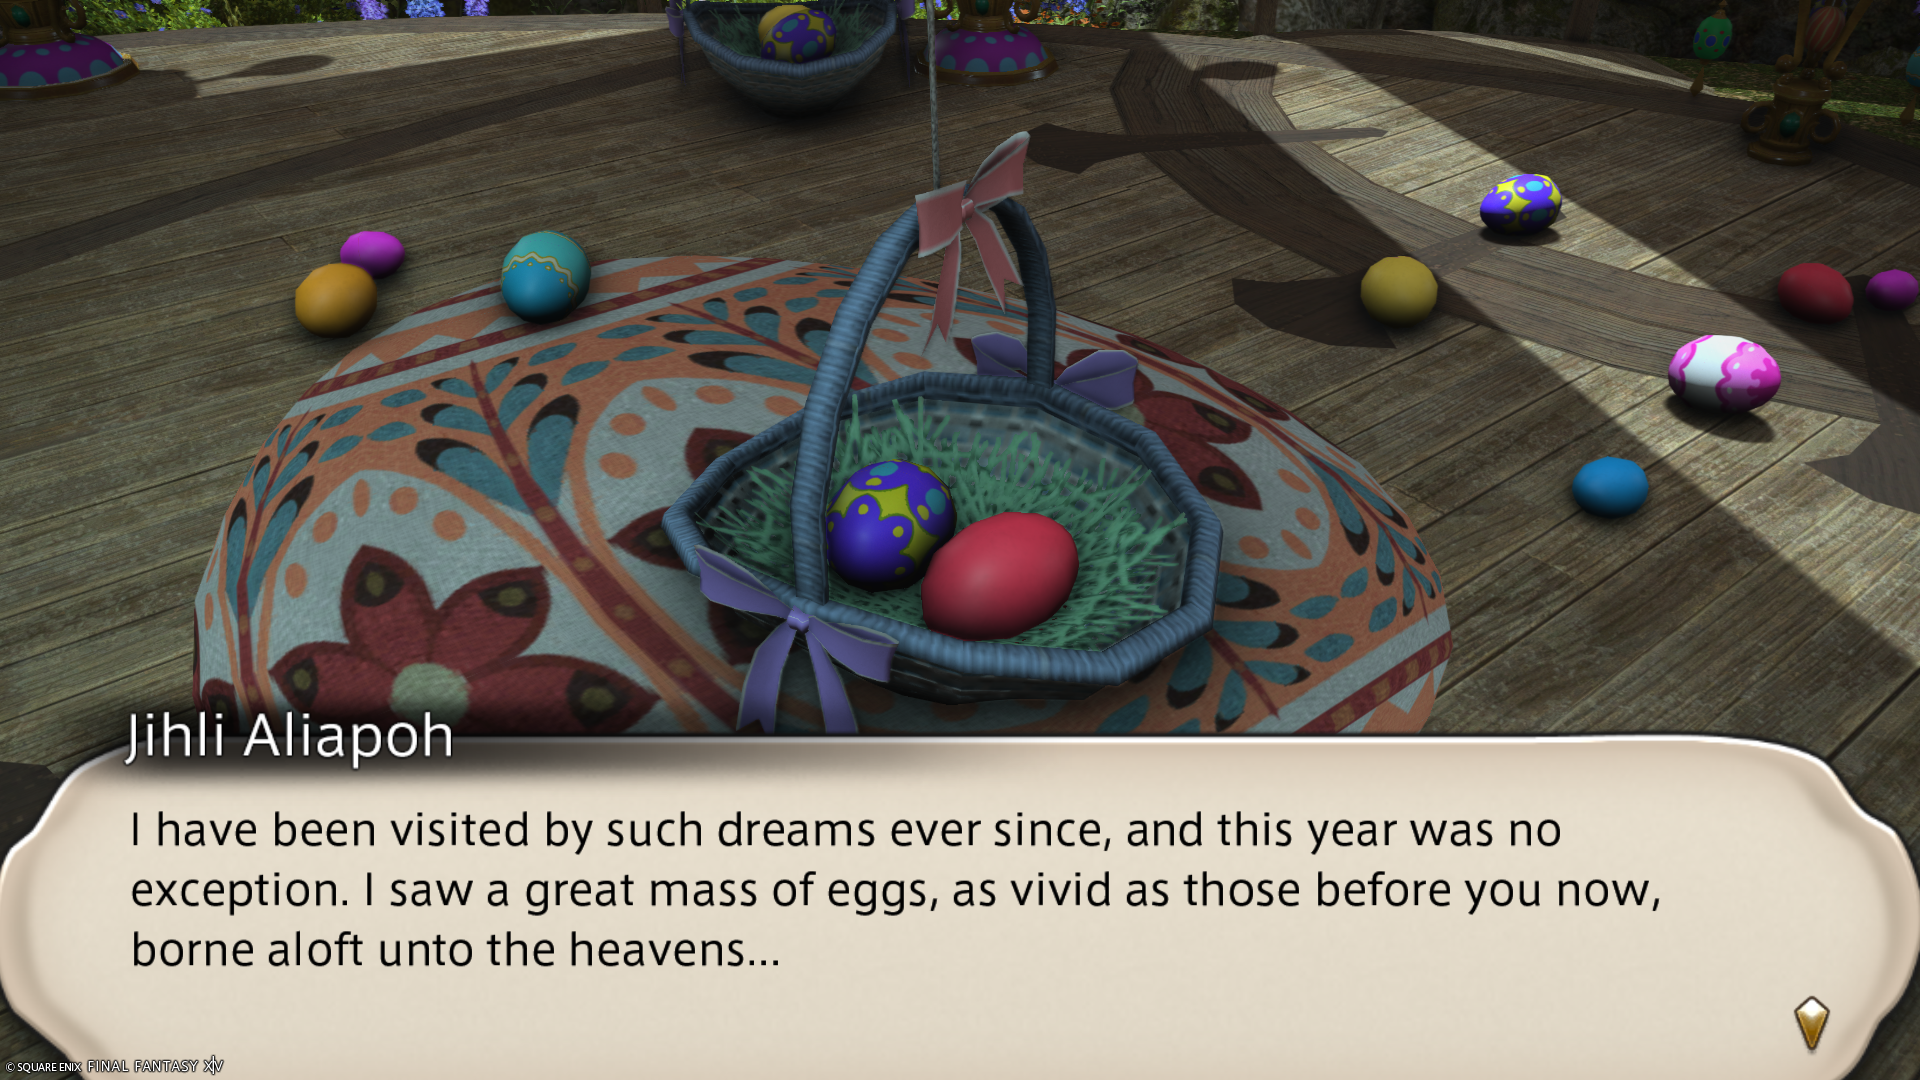 Jihli Aliapoh
I have been visited by such dreams ever since, and this year was no
exception. I saw a great mass of eggs, as vivid as those before you now,
borne aloft unto the heavens...
© SQUARE ENIX FINAL FANTASY XIV